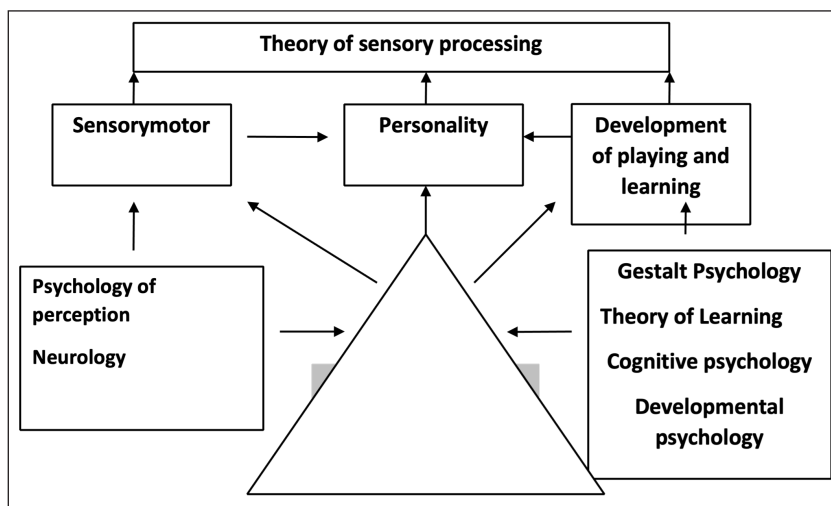 Theory of sensory processing
Sensorymotor
Personality
Development
of playing and
learning
Psychology of
perception
Neurology
Gestalt Psychology
Theory of Learning
Cognitive psychology
Developmental
psychology